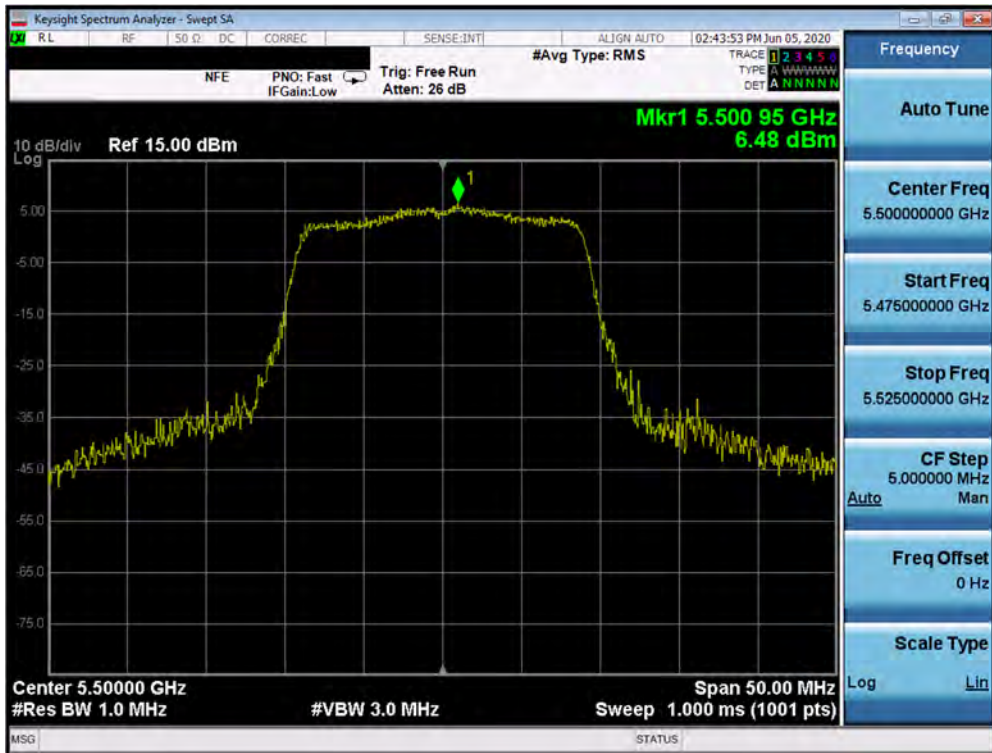 Keysight Spectrum Analyzer - Swept SA
LXI RL RF 50 Ω DC CORREC SENSE:INT ALIGN AUTO 02:43:53 PM Jun 05, 2020
#Avg Type: RMS TRACE 1 2 3 4 5 6
TYPE A WWWWW
NFE PNO: Fast Trig: Free Run DET A N N N N N
IFGain:Low Atten: 26 dB
Mkr1 5.500 95 GHz
10 dB/div Ref 15.00 dBm 6.48 dBm
Log
1
5.00
-5.00
-15.0
-25.0
-35.0
-45.0
-55.0
-65.0
-75.0
Center 5.50000 GHz Span 50.00 MHz
#Res BW 1.0 MHz #VBW 3.0 MHz Sweep 1.000 ms (1001 pts)
MSG STATUS
Frequency
Auto Tune
Center Freq
5.500000000 GHz
Start Freq
5.475000000 GHz
Stop Freq
5.525000000 GHz
CF Step
5.000000 MHz
Auto Man
Freq Offset
0 Hz
Scale Type
Log Lin